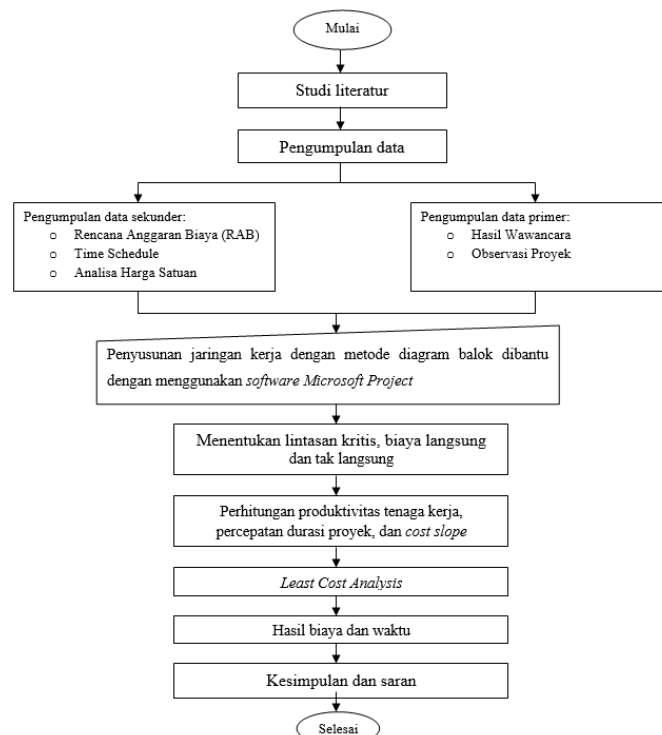 Mulai
Studi literatur
Pengumpulan data
Pengumpulan data sekunder:
o Rencana Anggaran Biaya (RAB)
o Time Schedule
o Analisa Harga Satuan
Pengumpulan data primer:
o Hasil Wawancara
o Observasi Proyek
Penyusunan jaringan kerja dengan metode diagram balok dibantu
dengan menggunakan software Microsoft Project
Menentukan lintasan kritis, biaya langsung
dan tak langsung
Perhitungan produktivitas tenaga kerja,
percepatan durasi proyek, dan cost slope
Least Cost Analysis
Hasil biaya dan waktu
Kesimpulan dan saran
Selesai